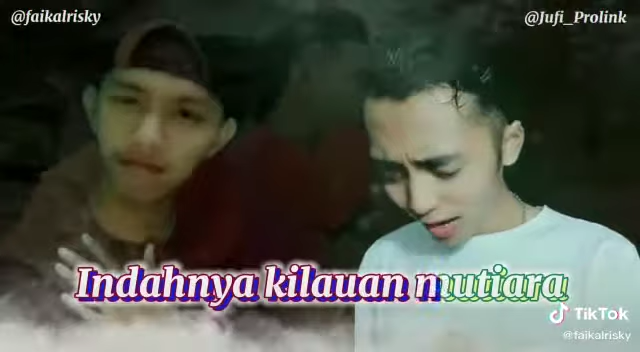 @faikalrisky
@Jufi_Prolink
Indahnya kilauan mutiara
TikTok
@faikalrisky